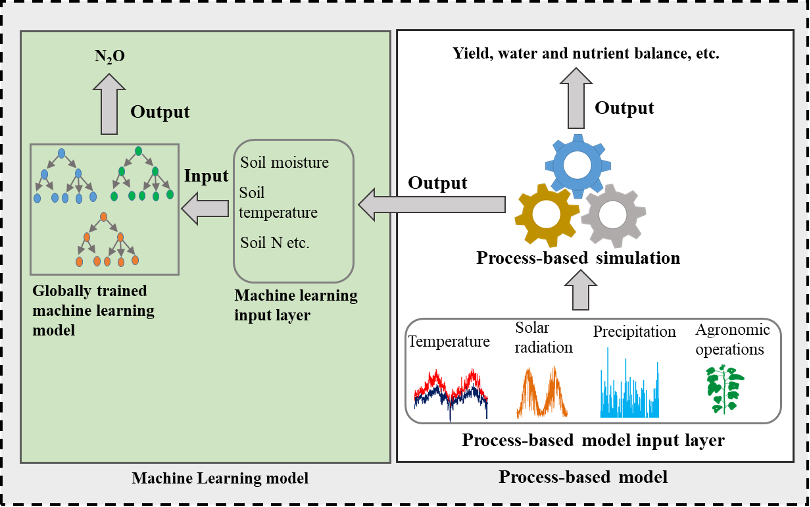 N₂O
Output
Input
Soil moisture
Soil
temperature
Soil N etc.
Globally trained
machine learning
model
Machine learning
input layer
Machine Learning model
Yield, water and nutrient balance, etc.
Output
Output
Process-based simulation
Temperature
Solar
radiation
Precipitation
Agronomic
operations
Process-based model input layer
Process-based model